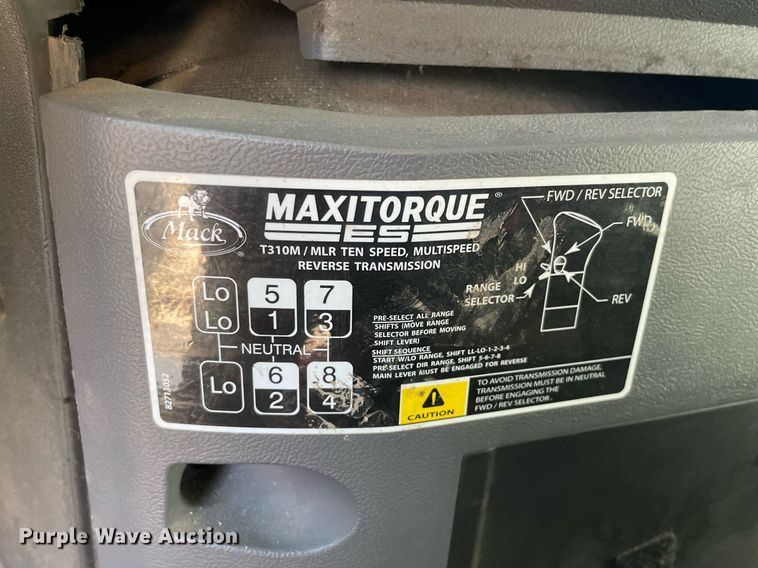 Mack
®
MAXITORQUE®
ES
T310M / MLR TEN SPEED, MULTISPEED
REVERSE TRANSMISSION
FWD / REV SELECTOR
FWD
HI
LO
RANGE
SELECTOR
REV
Lo 5 7
Lo 1 3
NEUTRAL
Lo 6 8
2 4
PRE-SELECT ALL RANGE
SHIFTS (MOVE RANGE
SELECTOR BEFORE MOVING
SHIFT LEVER)
SHIFT SEQUENCE
START W/LO RANGE, SHIFT LL-LO-1-2-3-4
PRE-SELECT DIR RANGE, SHIFT 5-6-7-8
MAIN LEVER MUST BE ENGAGED FOR REVERSE
CAUTION
TO AVOID TRANSMISSION DAMAGE,
TRANSMISSION MUST BE IN NEUTRAL
BEFORE ENGAGING THE
FWD / REV SELECTOR.
Purple Wave Auction
Purple Wave Auction